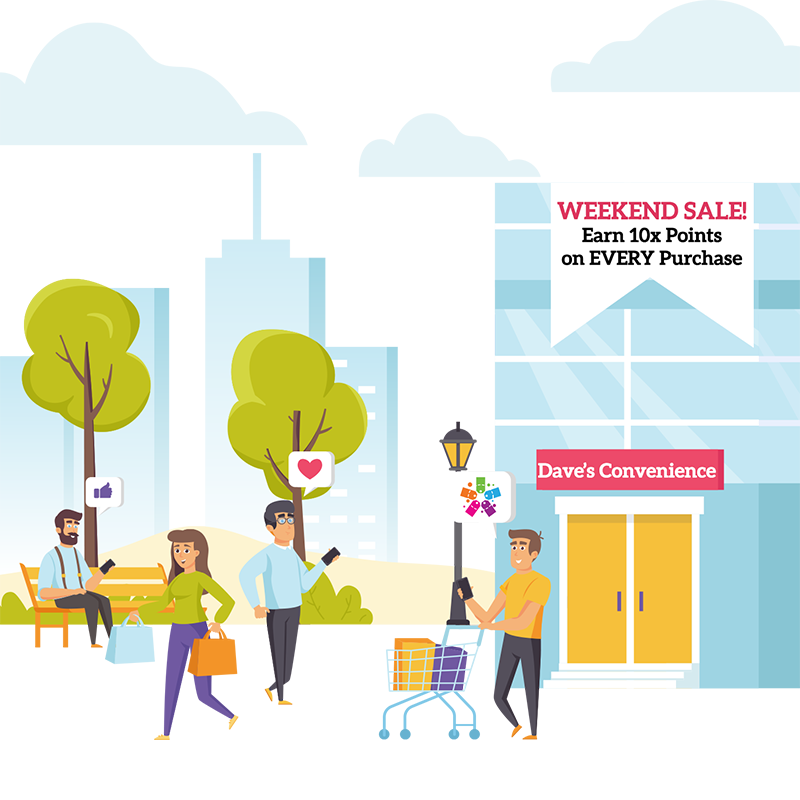 WEEKEND SALE!
Earn 10x Points
on EVERY Purchase
Dave's Convenience